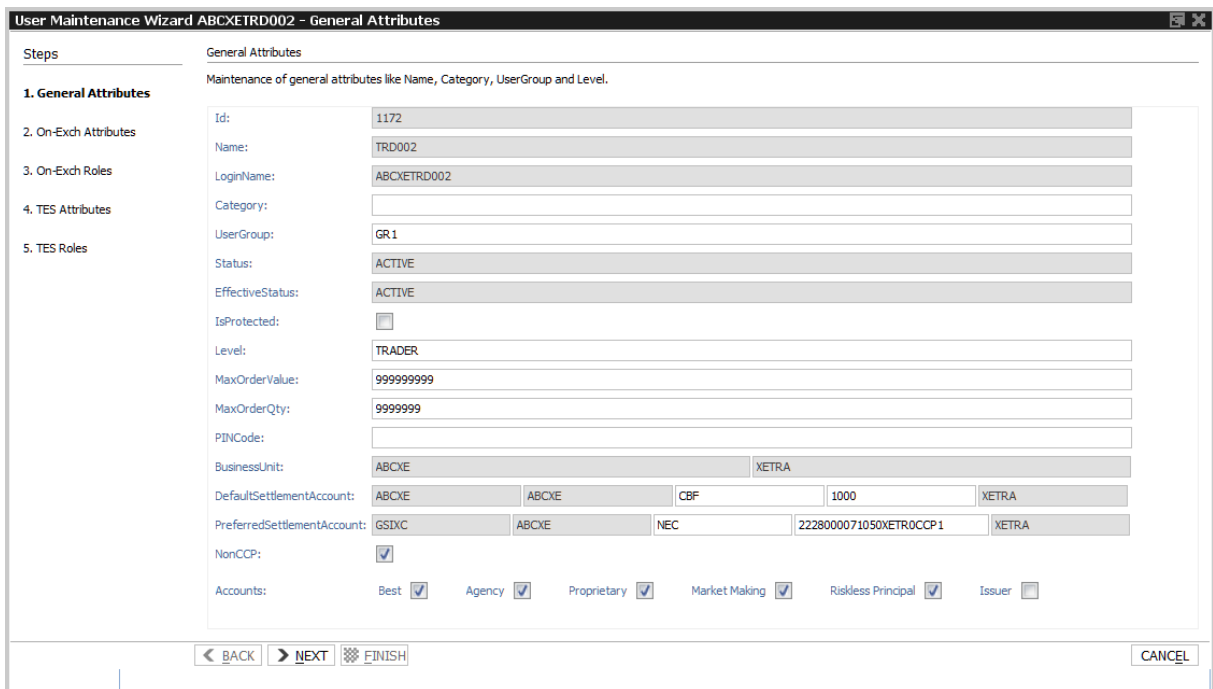 User Maintenance Wizard ABCXETRD002 - General Attributes
Steps
General Attributes
Maintenance of general attributes like Name, Category, UserGroup and Level.
1. General Attributes
2. On-Exch Attributes
3. On-Exch Roles
4. TES Attributes
5. TES Roles
Id: 1172
Name: TRD002
LoginName: ABCXETRD002
Category:
UserGroup: GR1
Status: ACTIVE
EffectiveStatus: ACTIVE
IsProtected:
Level: TRADER
MaxOrderValue: 999999999
MaxOrderQty: 9999999
PINCode:
BusinessUnit: ABCXE XETRA
DefaultSettlementAccount: ABCXE ABCXE CBF 1000 XETRA
PreferredSettlementAccount: GSIXC ABCXE NEC 2228000071050XETR0CCP1 XETRA
NonCCP:
Accounts: Best Agency Proprietary Market Making Riskless Principal Issuer
BACK NEXT FINISH CANCEL